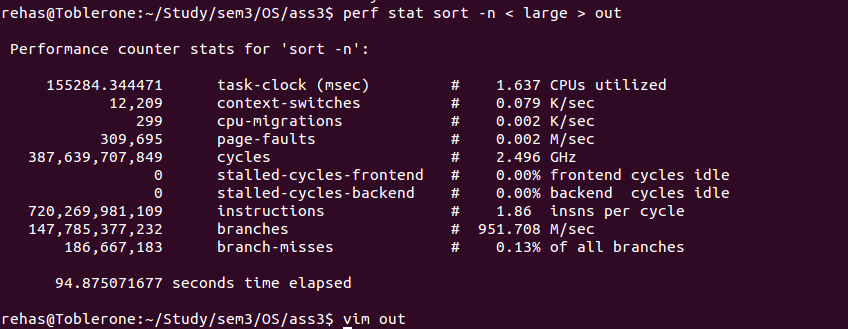 rehas@Toblerone:~/Study/sem3/OS/ass3$ perf stat sort -n < large > out
Performance counter stats for 'sort -n':
155284.344471 task-clock (msec) # 1.637 CPUs utilized
12,209 context-switches # 0.079 K/sec
299 cpu-migrations # 0.002 K/sec
309,695 page-faults # 0.002 M/sec
387,639,707,849 cycles # 2.496 GHz
0 stalled-cycles-frontend # 0.00% frontend cycles idle
0 stalled-cycles-backend # 0.00% backend cycles idle
720,269,981,109 instructions # 1.86 insns per cycle
147,785,377,232 branches # 951.708 M/sec
186,667,183 branch-misses # 0.13% of all branches
94.875071677 seconds time elapsed
rehas@Toblerone:~/Study/sem3/OS/ass3$ vim out